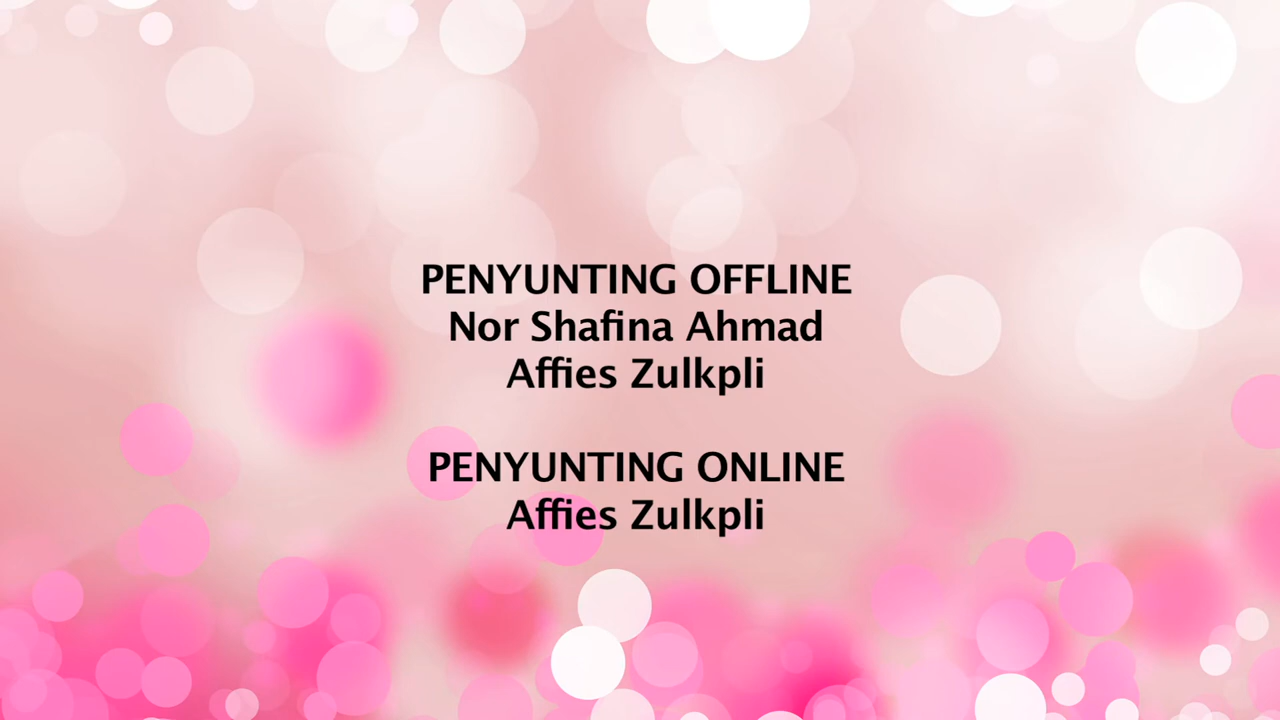 PENYUNTING OFFLINE
Nor Shafina Ahmad
Affies Zulkpli
PENYUNTING ONLINE
Affies Zulkpli